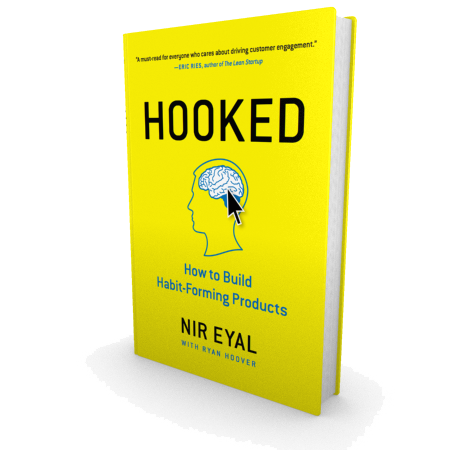 "A must-read for everyone who cares about driving customer engagement."
—ERIC RIES, author of The Lean Startup
HOOKED
How to Build
Habit-Forming Products
NIR EYAL
WITH RYAN HOOVER